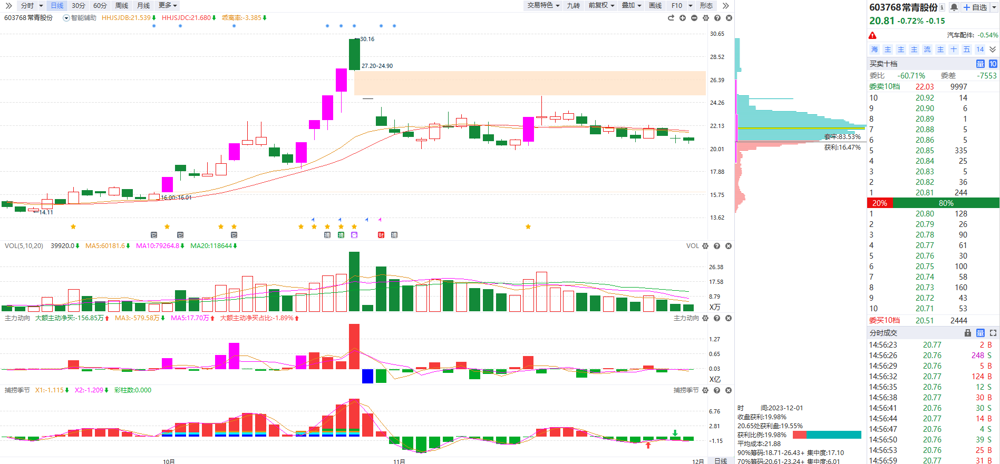 分时 日线 30分 60分 周线 月线 更多 交易特色 九转 前复权 叠加 画线 F10 形态
603768常青股份 智能辅助 HHJSJDB:21.539 HHJSJDC:21.680 乖离率:-3.385
30.65
28.52
26.39
24.26
22.13
20.01
17.88
15.75
13.62
30.16
27.20-24.90
16.00-16.01
14.11
它 它 它 提 提 叠 财 提
VOL(5,10,20) 39920.0 MA5:60181.6 MA10:79264.8 MA20:118644 VOL
26.38
17.58
8.79
X万
主力动向 大额主动净买:-156.85万 MA3:-579.58万 MA5:17.70万 大额主动净买占比:-1.89% 主力动向
1.27
0.65
0.03
X亿
捕捞季节 X1:-1.115 X2:-1.209 彩柱数:0.000 捕捞季节
6.76
2.81
-1.15
10月 11月 12月 日线
套牢:83.53%
获利:16.47%
时 间:2023-12-01
收盘获利:19.98%
20.65处获利盘:19.55%
获利比例:19.98%
平均成本:21.88
90%筹码:18.71-26.43+ 集中度:17.10
70%筹码:20.61-23.24+ 集中度:6.01
603768常青股份 自选
20.81 -0.72% -0.15
汽车配件: -0.54%
海 主 主 主 流 主 十 五 14
买卖十档 量 10
委比 -60.71% 委差 -7553
委卖10档 22.03 9997
10 20.92 14
9 20.90 6
8 20.89 1
7 20.88 5
6 20.86 5
5 20.85 335
4 20.84 25
3 20.83 5
2 20.82 36
1 20.81 244
20% 80%
1 20.80 128
2 20.79 26
3 20.78 90
4 20.77 61
5 20.76 30
6 20.75 100
7 20.74 58
8 20.73 160
9 20.72 43
10 20.71 53
委买10档 20.51 2444
分时成交 量
14:56:23 20.77 2 B
14:56:26 20.76 248 S
14:56:29 20.76 5 B
14:56:32 20.77 124 B
14:56:35 20.76 12 S
14:56:38 20.77 30 B
14:56:41 20.76 30 S
14:56:44 20.77 14 B
14:56:47 20.76 4 S
14:56:50 20.76 39 S
14:56:53 20.76 25 B
14:56:59 20.77 31 B